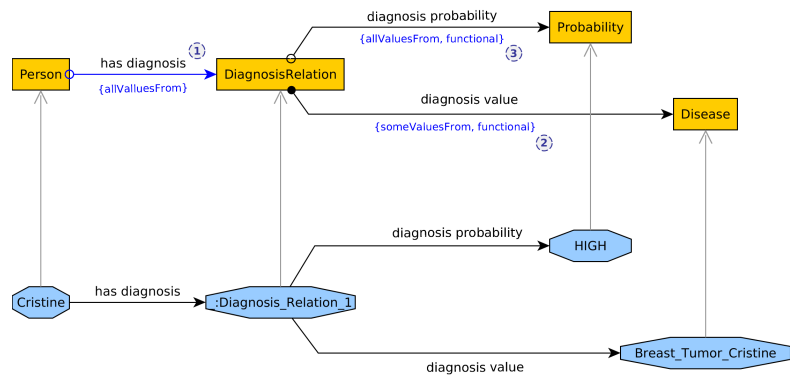 diagnosis probability
Probability
1
{allValuesFrom, functional}
3
has diagnosis
Person
DiagnosisRelation
{allValluesFrom}
diagnosis value
Disease
{someValuesFrom, functional}
2
diagnosis probability
HIGH
has diagnosis
Cristine
_:Diagnosis_Relation_1
Breast_Tumor_Cristine
diagnosis value